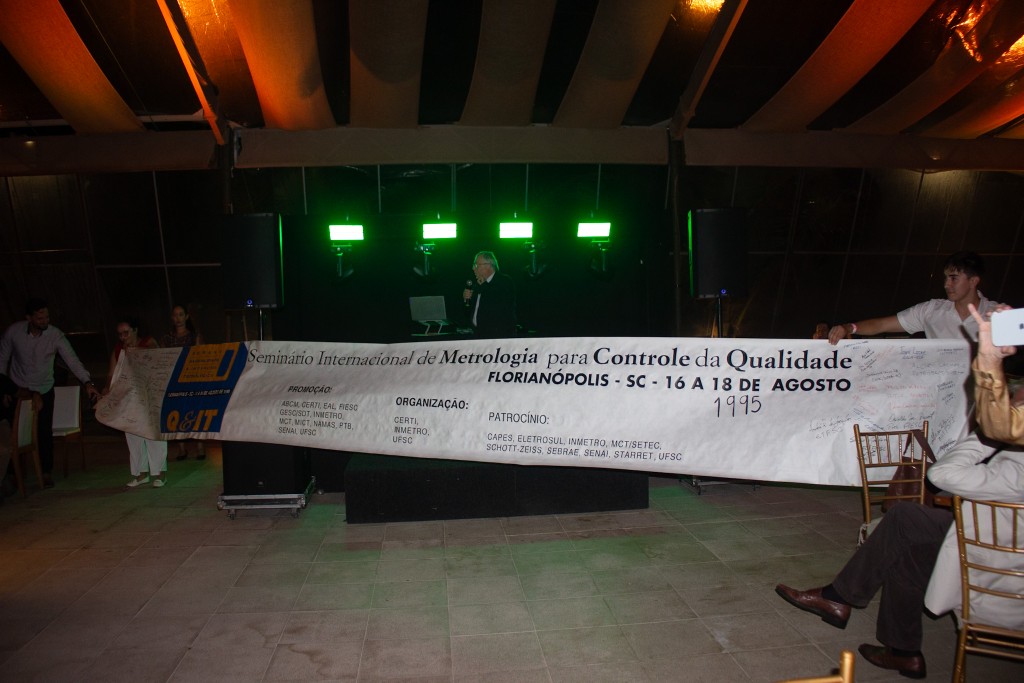 Seminário Internacional de Metrologia para Controle da Qualidade
FLORIANÓPOLIS - SC - 16 A 18 DE AGOSTO
1995
Q&IT
PROMOÇÃO:
ABCM, CERTI, EAL, FIESC
GESC/SDT, INMETRO,
MCT, MICT, NAMAS, PTB,
SENAI, UFSC
ORGANIZAÇÃO:
CERTI,
INMETRO,
UFSC
PATROCÍNIO:
CAPES, ELETROSUL, INMETRO, MCT/SETEC,
SCHOTT-ZEISS, SEBRAE, SENAI, STARRET, UFSC